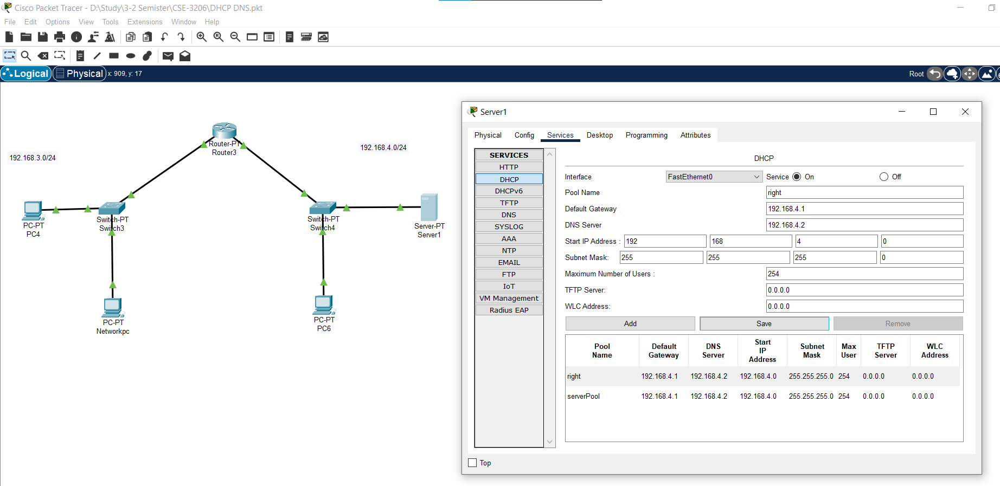 Cisco Packet Tracer - D:\Study\3-2 Semister\CSE-3206\DHCP DNS.pkt
File Edit Options View Tools Extensions Window Help
Logical Physical x: 909, y: 17 Root
192.168.3.0/24
192.168.4.0/24
Router-PT
Router3
PC-PT
PC4
Switch-PT
Switch3
Switch-PT
Switch4
Server-PT
Server1
PC-PT
Networkpc
PC-PT
PC6
Server1
Physical Config Services Desktop Programming Attributes
SERVICES
HTTP
DHCP
DHCPv6
TFTP
DNS
SYSLOG
AAA
NTP
EMAIL
FTP
IoT
VM Management
Radius EAP
DHCP
Interface FastEthernet0 Service On Off
Pool Name right
Default Gateway 192.168.4.1
DNS Server 192.168.4.2
Start IP Address : 192 168 4 0
Subnet Mask: 255 255 255 0
Maximum Number of Users : 254
TFTP Server: 0.0.0.0
WLC Address: 0.0.0.0
Add Save Remove
Pool Name Default Gateway DNS Server Start IP Address Subnet Mask Max User TFTP Server WLC Address
right 192.168.4.1 192.168.4.2 192.168.4.0 255.255.255.0 254 0.0.0.0 0.0.0.0
serverPool 192.168.4.1 192.168.4.2 192.168.4.0 255.255.255.0 254 0.0.0.0 0.0.0.0
Top